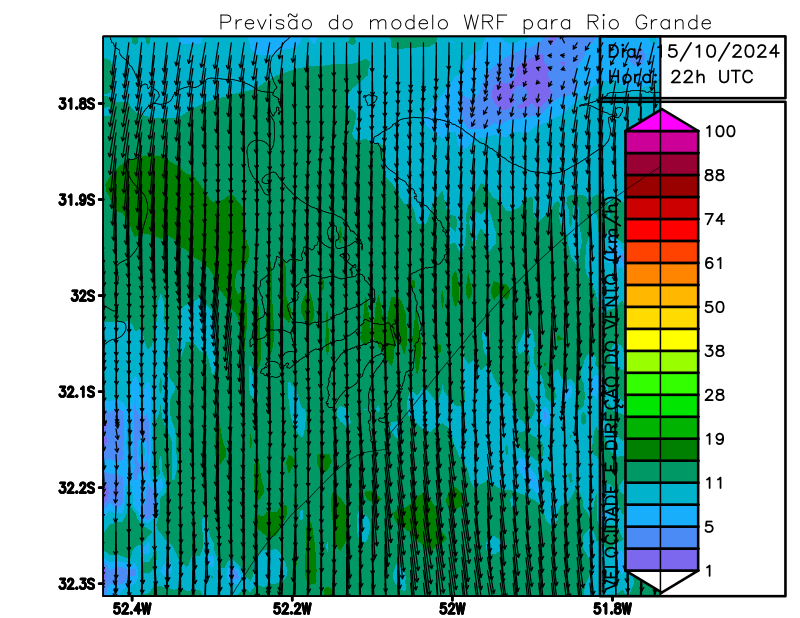 Previsão do modelo WRF para Rio Grande
Dia: 15/10/2024
Hora: 22h UTC
31.8S
31.9S
32S
32.1S
32.2S
32.3S
52.4W
52.2W
52W
51.8W
VELOCIDADE E DIREÇÃO DO VENTO (km/h)
100
88
74
61
50
38
28
19
11
5
1